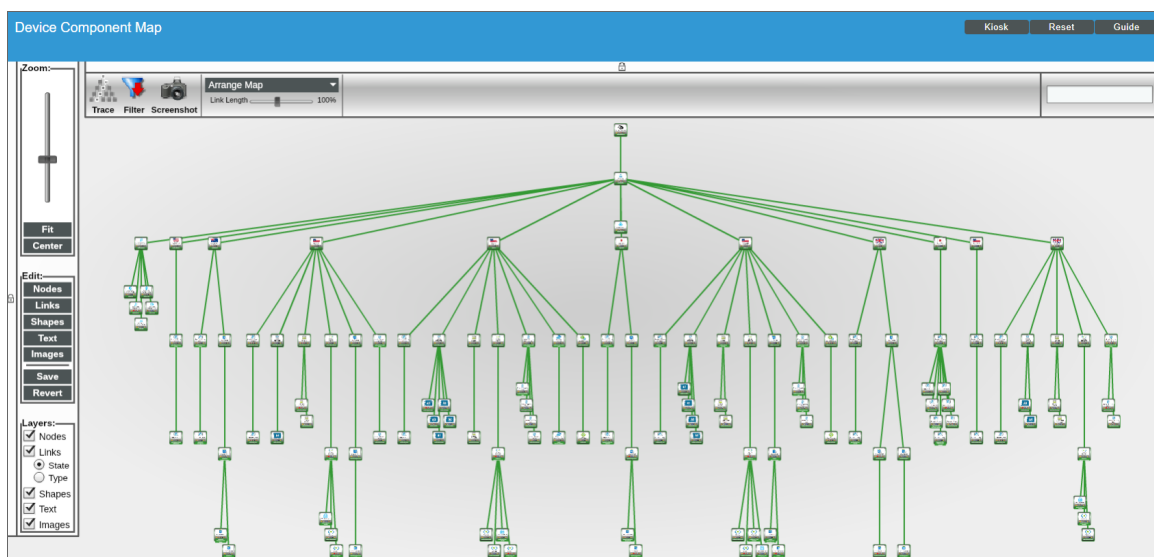 Device Component Map
Kiosk
Reset
Guide
Zoom:
Fit
Center
Edit:
Nodes
Links
Shapes
Text
Images
Save
Revert
Layers:
Nodes
Links
State
Type
Shapes
Text
Images
Trace
Filter
Screenshot
Arrange Map
Link Length
100%